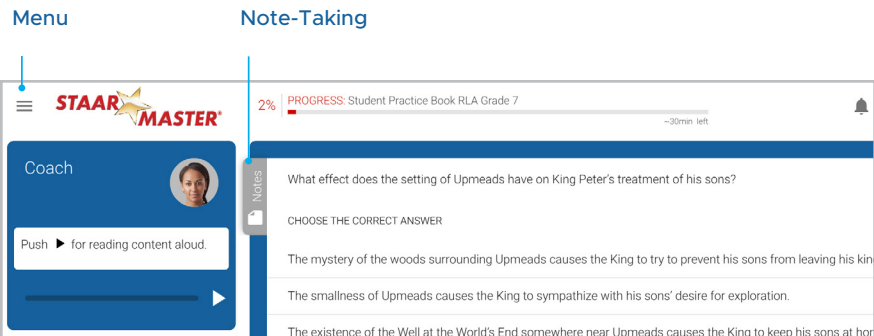 Menu
Note-Taking
STAAR
MASTER®
2%
PROGRESS: Student Practice Book RLA Grade 7
~30min left
Coach
Notes
Push ▶ for reading content aloud.
What effect does the setting of Upmeads have on King Peter's treatment of his sons?
CHOOSE THE CORRECT ANSWER
The mystery of the woods surrounding Upmeads causes the King to try to prevent his sons from leaving his kin
The smallness of Upmeads causes the King to sympathize with his sons' desire for exploration.
The existence of the Well at the World's End somewhere near Upmeads causes the King to keep his sons at hor